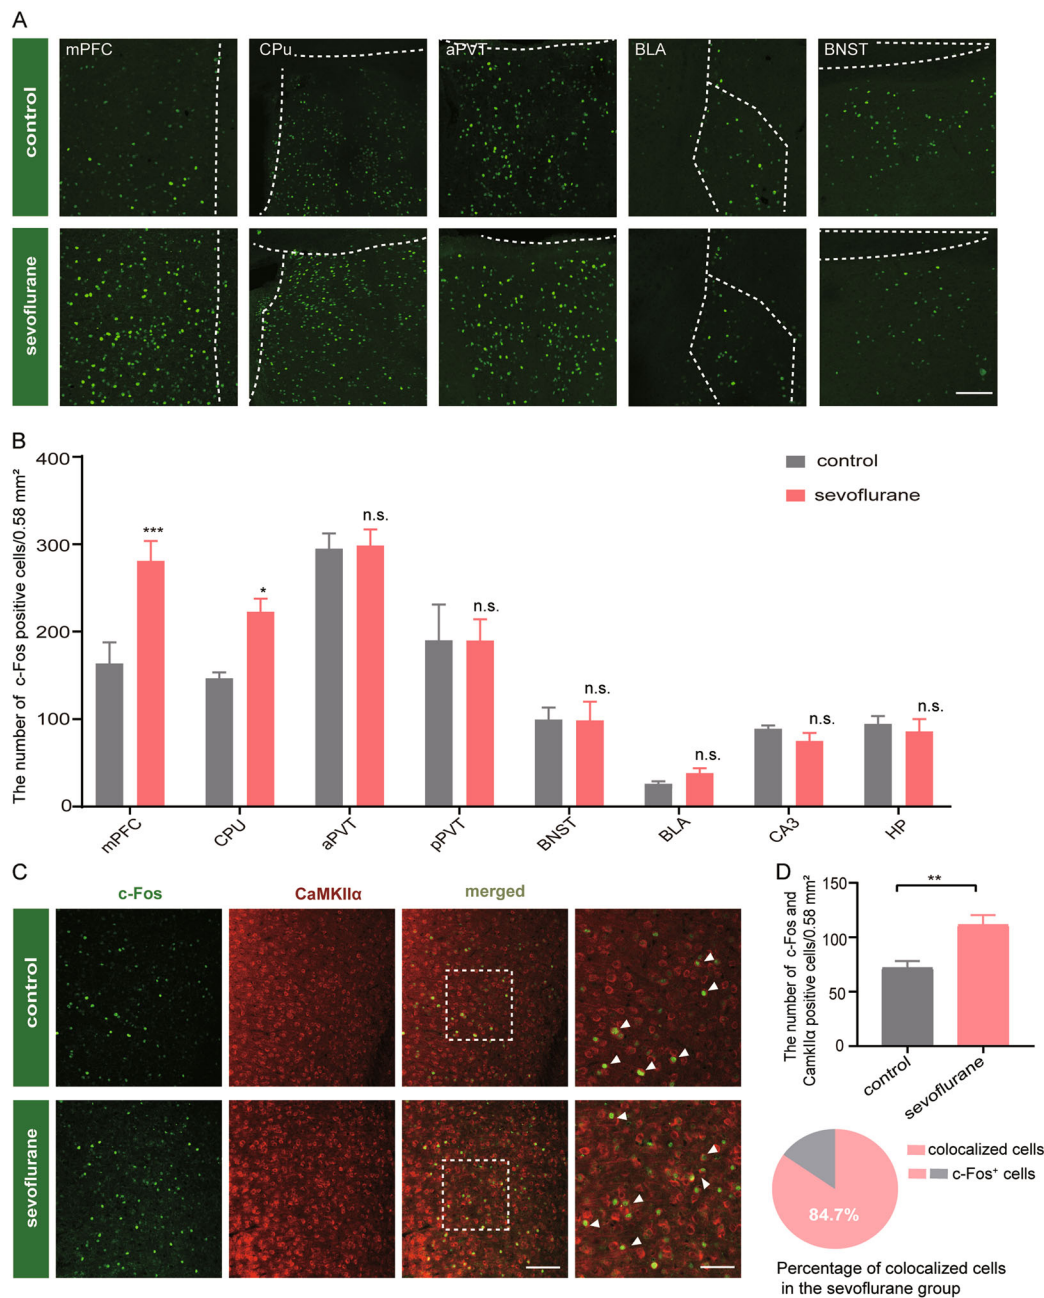 A
mPFC
CPu
aPVT
BLA
BNST
control
sevoflurane
B
The number of c-Fos positive cells/0.58 mm²
400
300
200
100
0
control
sevoflurane
***
*
n.s.
n.s.
n.s.
n.s.
n.s.
n.s.
mPFC
CPU
aPVT
pPVT
BNST
BLA
CA3
HP
C
c-Fos
CaMKIIα
merged
control
sevoflurane
D
The number of c-Fos and
CamkIIα positive cells/0.58 mm²
150
100
50
0
**
control
sevoflurane
colocalized cells
c-Fos⁺ cells
84.7%
Percentage of colocalized cells
in the sevoflurane group